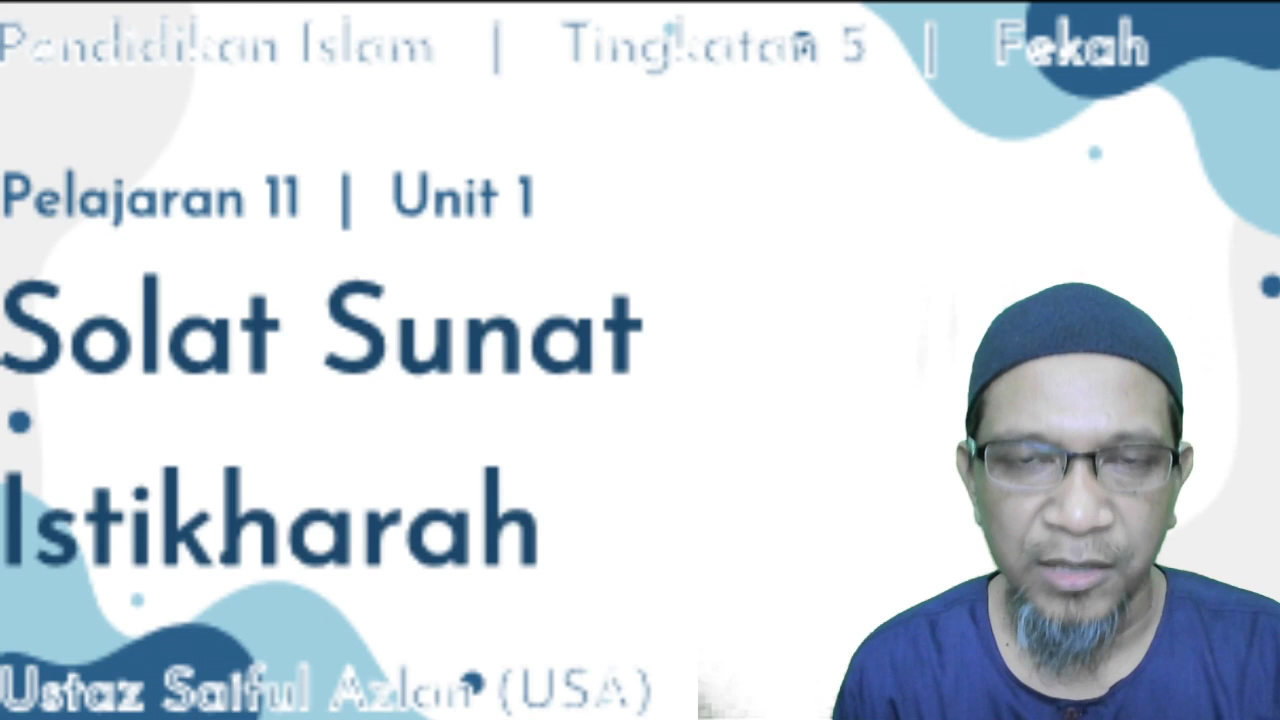 Pendidikan Islam | Tingkatan 5 | Fekah
Pelajaran 11 | Unit 1
Solat Sunat
Istikharah
Ustaz Saiful Azlan (USA)